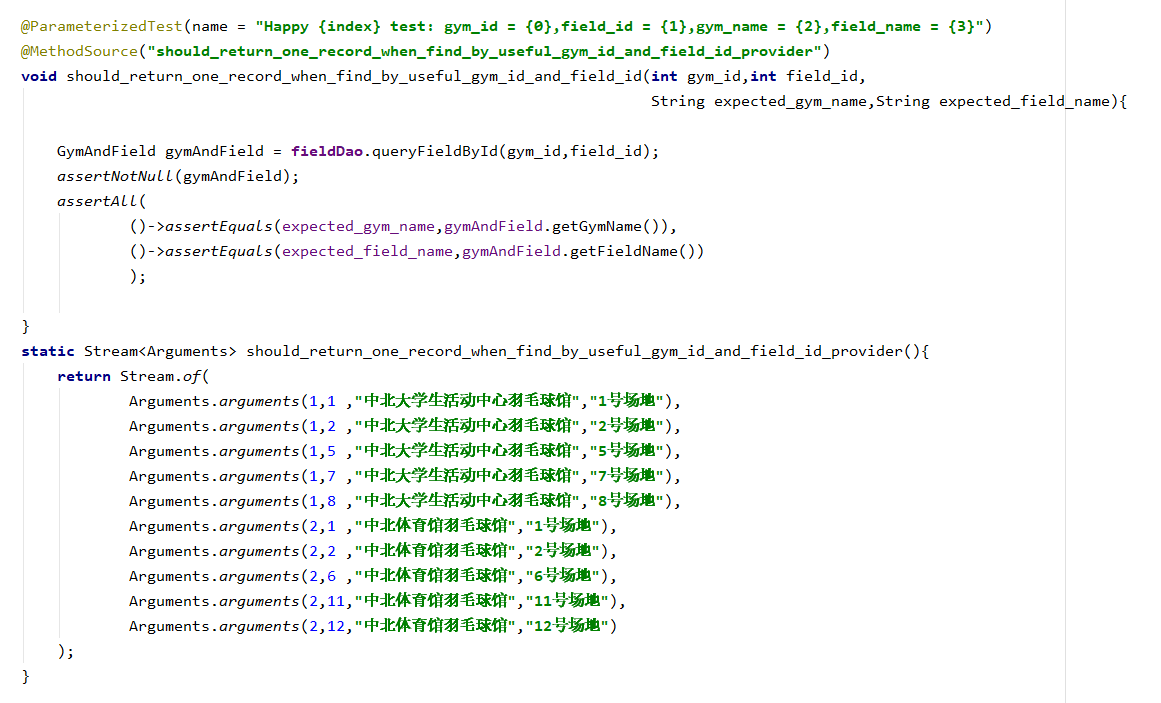 @ParameterizedTest(name = "Happy {index} test: gym_id = {0},field_id = {1},gym_name = {2},field_name = {3}")
@MethodSource("should_return_one_record_when_find_by_useful_gym_id_and_field_id_provider")
void should_return_one_record_when_find_by_useful_gym_id_and_field_id(int gym_id,int field_id,
String expected_gym_name,String expected_field_name){
GymAndField gymAndField = fieldDao.queryFieldById(gym_id,field_id);
assertNotNull(gymAndField);
assertAll(
()->assertEquals(expected_gym_name,gymAndField.getGymName()),
()->assertEquals(expected_field_name,gymAndField.getFieldName())
);
}
static Stream<Arguments> should_return_one_record_when_find_by_useful_gym_id_and_field_id_provider(){
return Stream.of(
Arguments.arguments(1,1 ,"中北大学生活动中心羽毛球馆","1号场地"),
Arguments.arguments(1,2 ,"中北大学生活动中心羽毛球馆","2号场地"),
Arguments.arguments(1,5 ,"中北大学生活动中心羽毛球馆","5号场地"),
Arguments.arguments(1,7 ,"中北大学生活动中心羽毛球馆","7号场地"),
Arguments.arguments(1,8 ,"中北大学生活动中心羽毛球馆","8号场地"),
Arguments.arguments(2,1 ,"中北体育馆羽毛球馆","1号场地"),
Arguments.arguments(2,2 ,"中北体育馆羽毛球馆","2号场地"),
Arguments.arguments(2,6 ,"中北体育馆羽毛球馆","6号场地"),
Arguments.arguments(2,11,"中北体育馆羽毛球馆","11号场地"),
Arguments.arguments(2,12,"中北体育馆羽毛球馆","12号场地")
);
}